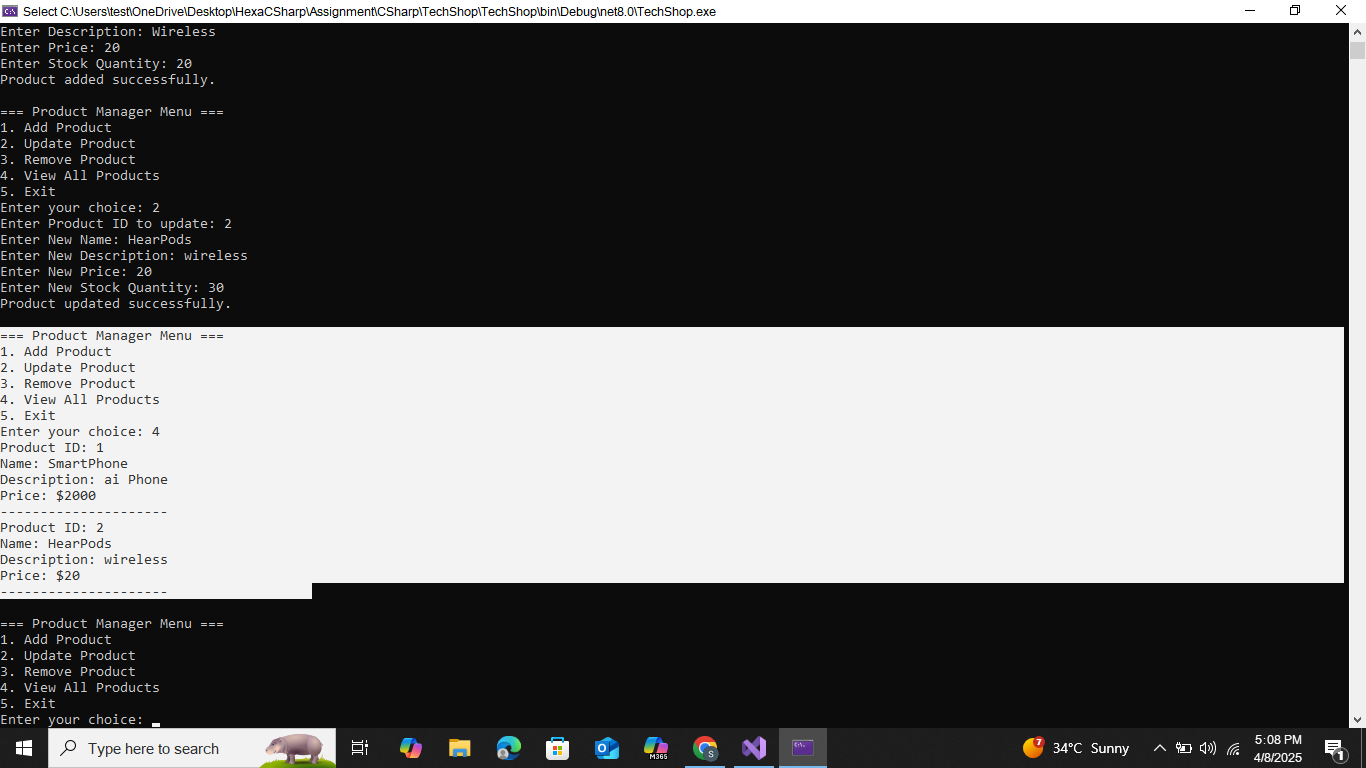 Select C:\Users\test\OneDrive\Desktop\HexaCSharp\Assignment\CSharp\TechShop\TechShop\bin\Debug\net8.0\TechShop.exe
Enter Description: Wireless
Enter Price: 20
Enter Stock Quantity: 20
Product added successfully.
=== Product Manager Menu ===
1. Add Product
2. Update Product
3. Remove Product
4. View All Products
5. Exit
Enter your choice: 2
Enter Product ID to update: 2
Enter New Name: HearPods
Enter New Description: wireless
Enter New Price: 20
Enter New Stock Quantity: 30
Product updated successfully.
=== Product Manager Menu ===
1. Add Product
2. Update Product
3. Remove Product
4. View All Products
5. Exit
Enter your choice: 4
Product ID: 1
Name: SmartPhone
Description: ai Phone
Price: $2000
---------------------
Product ID: 2
Name: HearPods
Description: wireless
Price: $20
---------------------
=== Product Manager Menu ===
1. Add Product
2. Update Product
3. Remove Product
4. View All Products
5. Exit
Enter your choice:
Type here to search
M365
S
7
34°C Sunny
5:08 PM
4/8/2025
1